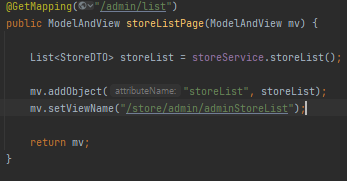 @GetMapping("/admin/list")
public ModelAndView storeListPage(ModelAndView mv) {
List<StoreDTO> storeList = storeService.storeList();
mv.addObject( attributeName: "storeList", storeList);
mv.setViewName("/store/admin/adminStoreList");
return mv;
}